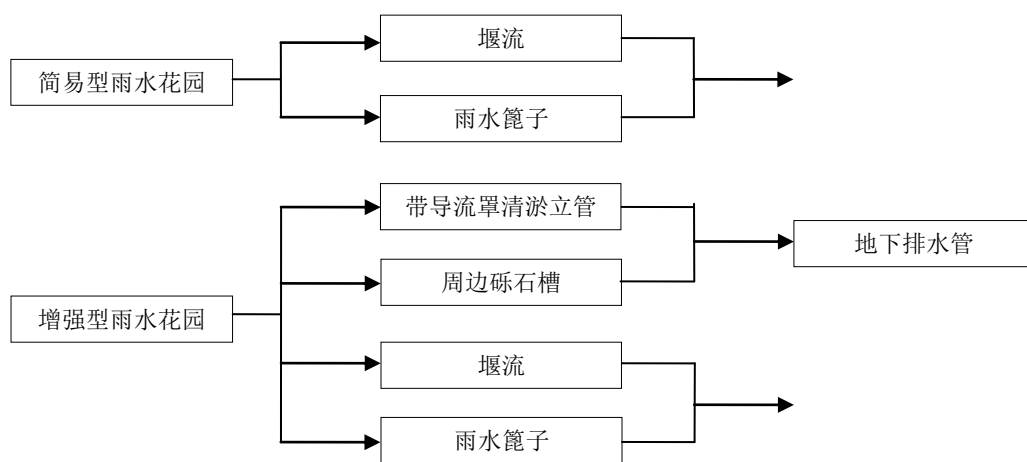 堰流
简易型雨水花园
雨水篦子
带导流罩清淤立管
地下排水管
周边砾石槽
增强型雨水花园
堰流
雨水篦子